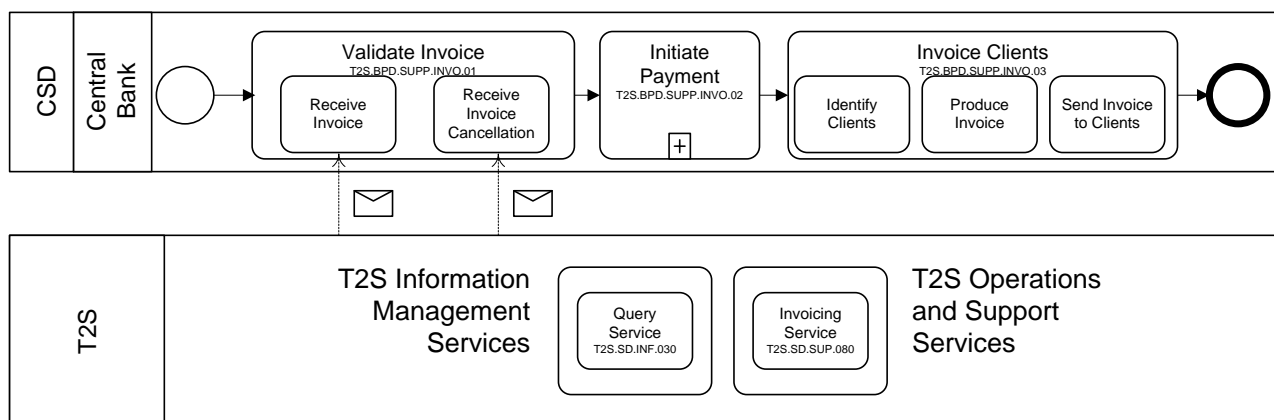 CSD
Central
Bank
Validate Invoice
T2S.BPD.SUPP.INVO.01
Receive
Invoice
Receive
Invoice
Cancellation
Initiate
Payment
T2S.BPD.SUPP.INVO.02
Invoice Clients
T2S.BPD.SUPP.INVO.03
Identify
Clients
Produce
Invoice
Send Invoice
to Clients
T2S
T2S Information
Management
Services
Query
Service
T2S.SD.INF.030
Invoicing
Service
T2S.SD.SUP.080
T2S Operations
and Support
Services